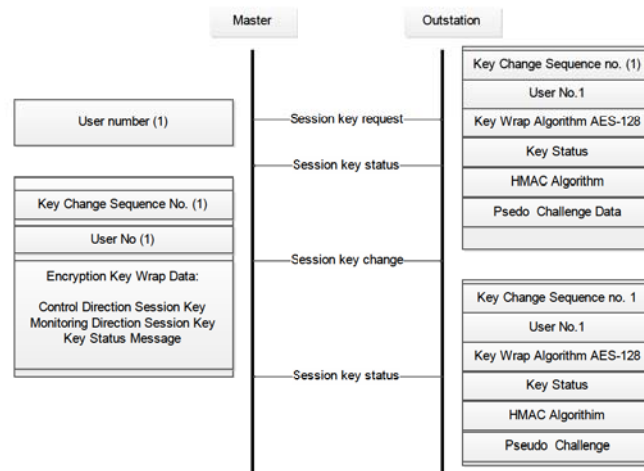 Master
Outstation
Key Change Sequence no. (1)
User No.1
Key Wrap Algorithm AES-128
Key Status
HMAC Algorithm
Psedo Challenge Data
User number (1)
Session key request
Session key status
Key Change Sequence No. (1)
User No (1)
Encryption Key Wrap Data:
Control Direction Session Key
Monitoring Direction Session Key
Key Status Message
Session key change
Session key status
Key Change Sequence no. 1
User No.1
Key Wrap Algorithm AES-128
Key Status
HMAC Algorithim
Pseudo Challenge